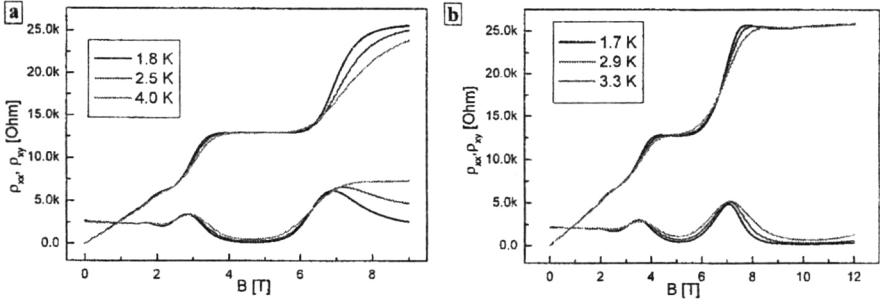 a
25.0k
20.0k
15.0k
10.0k
5.0k
0.0
ρxx, ρxy [Ohm]
1.8 K
2.5 K
4.0 K
0 2 4 6 8
B [T]
b
25.0k
20.0k
15.0k
10.0k
5.0k
0.0
ρxx, ρxy [Ohm]
1.7 K
2.9 K
3.3 K
0 2 4 6 8 10 12
B [T]